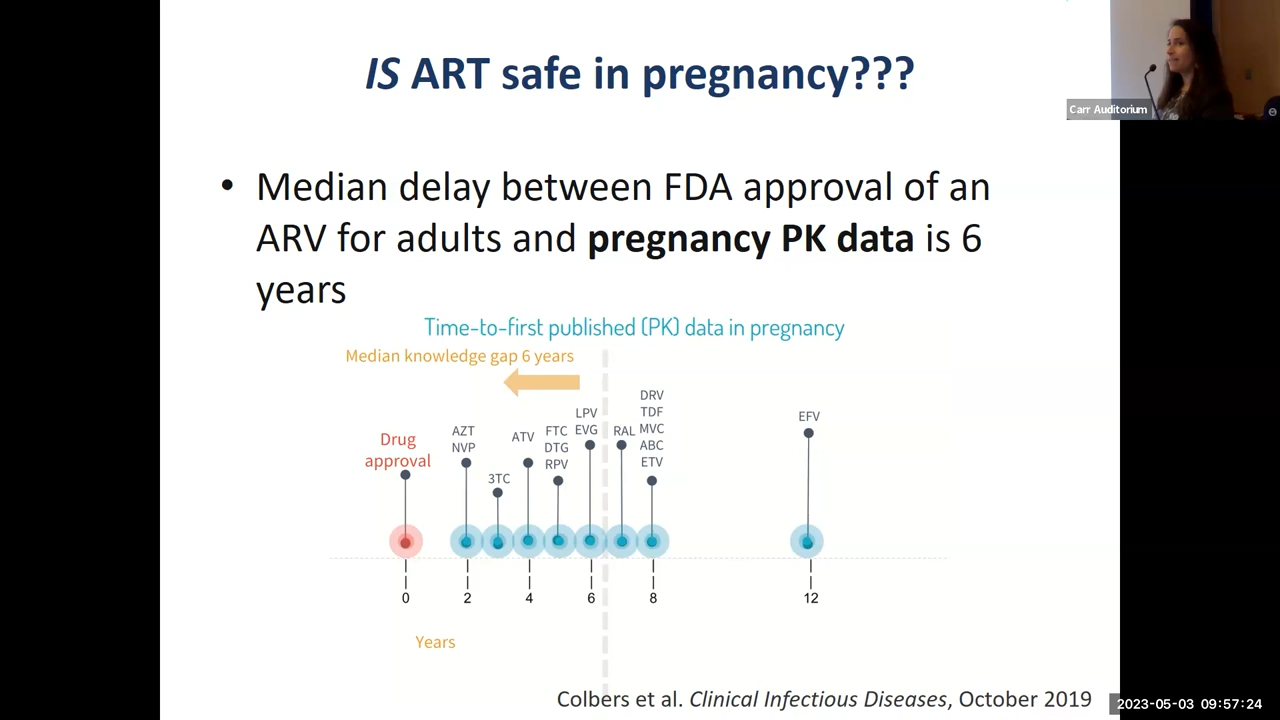 IS ART safe in pregnancy???
Carr Auditorium
• Median delay between FDA approval of an
ARV for adults and pregnancy PK data is 6
years
Time-to-first published (PK) data in pregnancy
Median knowledge gap 6 years
Drug
approval
AZT
NVP
3TC
ATV
FTC
DTG
RPV
LPV
EVG
RAL
DRV
TDF
MVC
ABC
ETV
EFV
0
2
4
6
8
12
Years
Colbers et al. Clinical Infectious Diseases, October 2019
2023-05-03 09:57:24